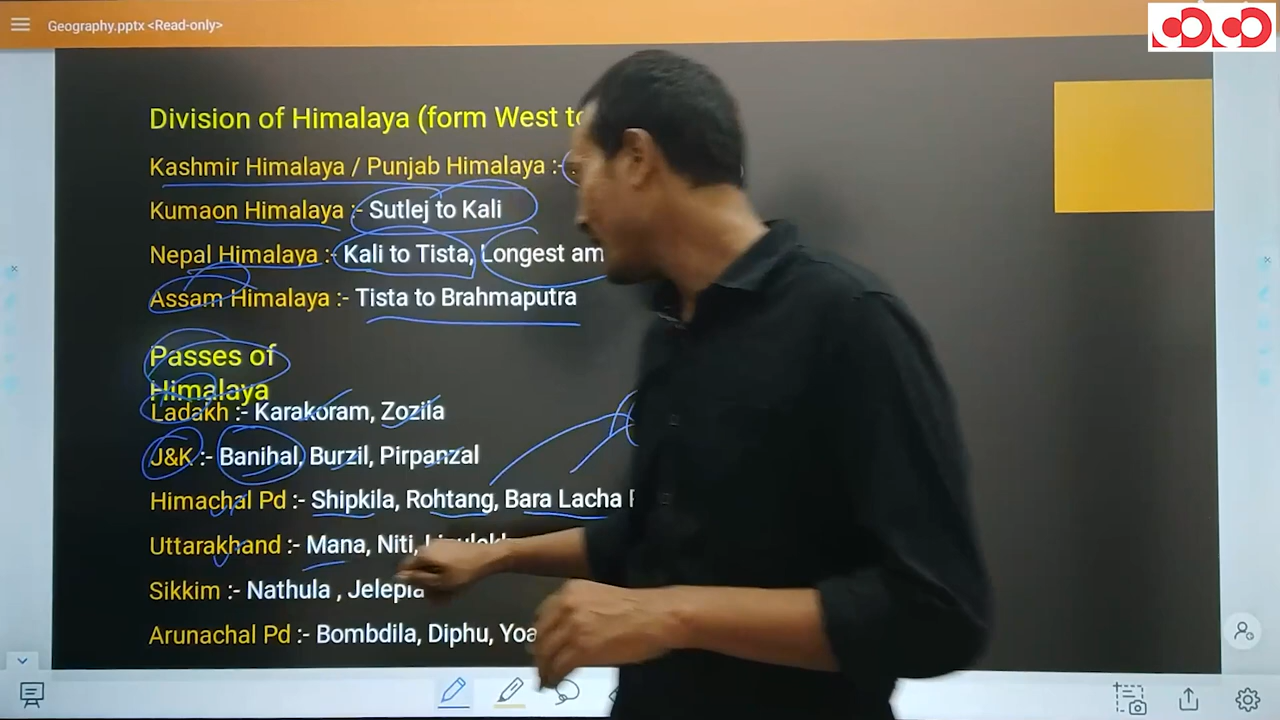 Geography.pptx <Read-only>
Division of Himalaya (form West to
Kashmir Himalaya / Punjab Himalaya :-
Kumaon Himalaya :- Sutlej to Kali
Nepal Himalaya :- Kali to Tista, Longest
Assam Himalaya :- Tista to Brahmaputra
Passes of
Himalaya
Ladakh :- Karakoram, Zozila
J&K :- Banihal, Burzil, Pirpanzal
Himachal Pd :- Shipkila, Rohtang, Bara Lacha
Uttarakhand :- Mana, Niti,
Sikkim :- Nathula , Jelepla
Arunachal Pd :- Bombdila, Diphu,